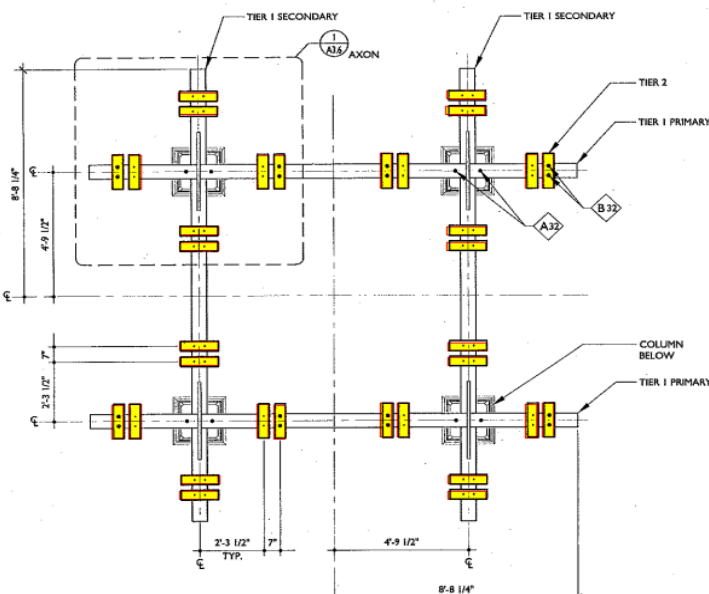 TIER 1 SECONDARY
TIER 1 SECONDARY
1
A3.6
AXON
TIER 2
TIER 1 PRIMARY
8'-8 1/4"
4'-9 1/2"
A32
B32
7"
2'-3 1/2"
COLUMN
BELOW
TIER 1 PRIMARY
2'-3 1/2"
TYP.
7"
4'-9 1/2"
8'-8 1/4"